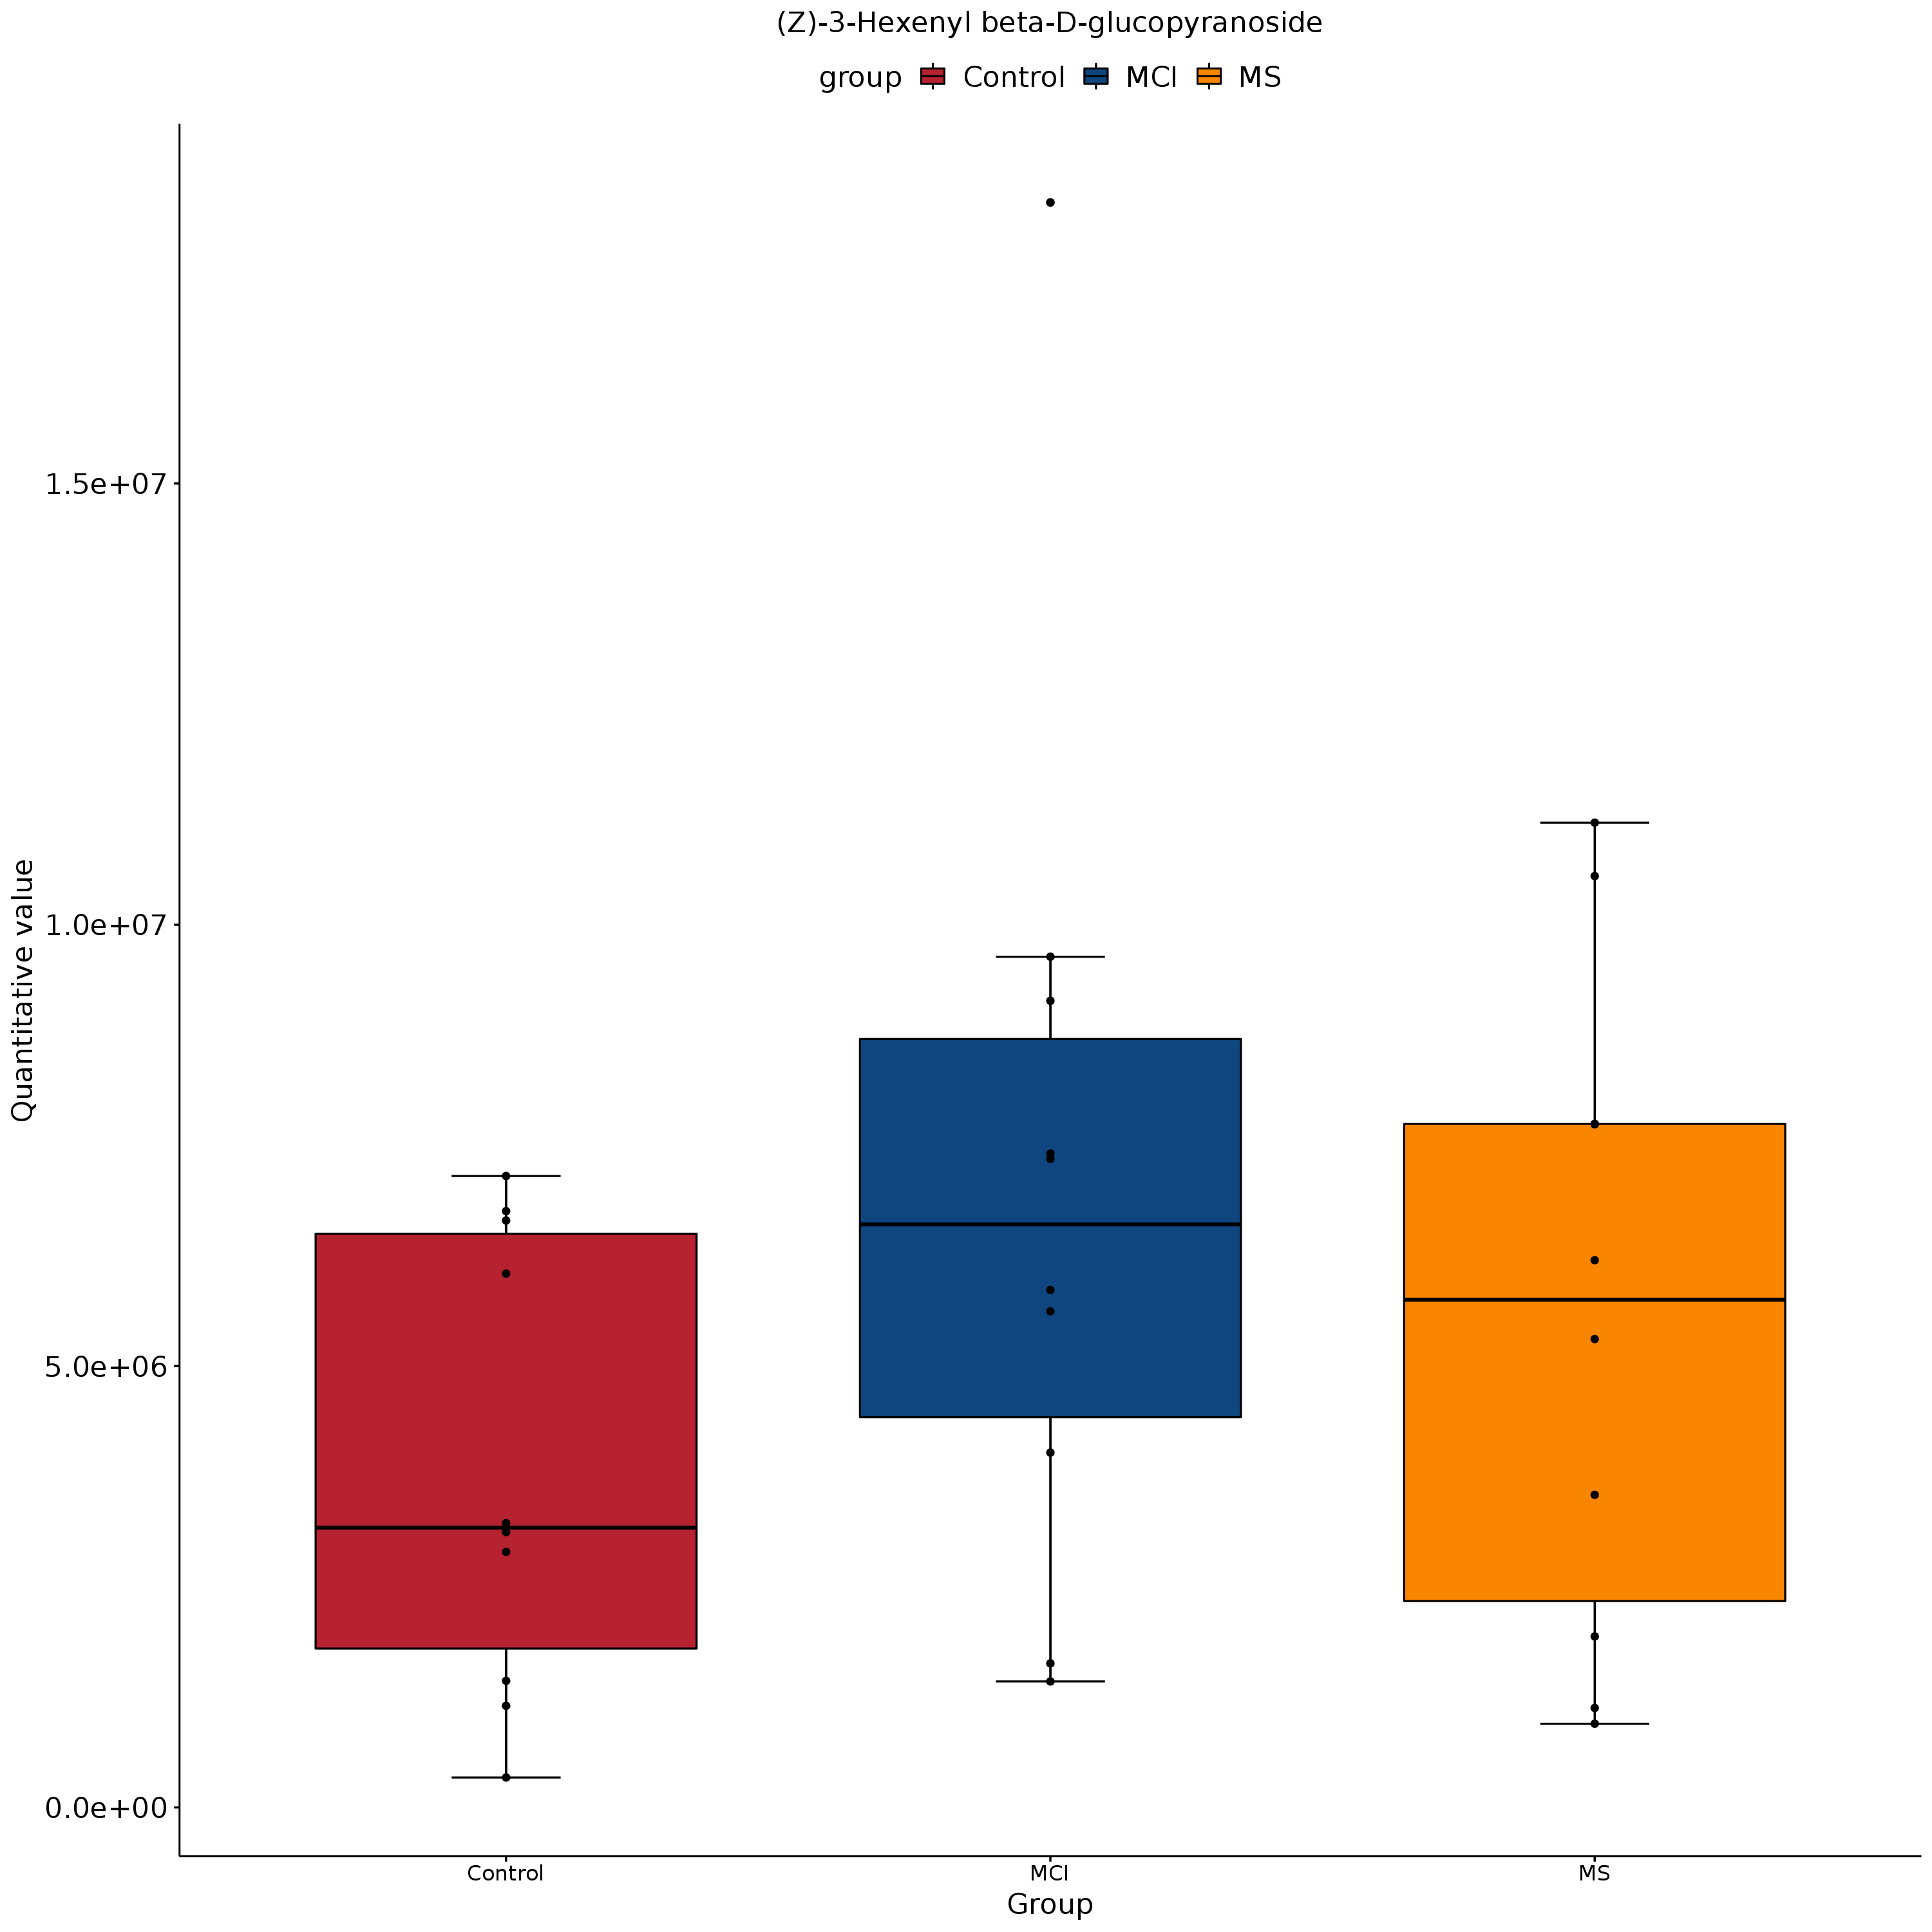 (Z)-3-Hexenyl beta-D-glucopyranoside
group Control MCI MS
Quantitative value
1.5e+07
1.0e+07
5.0e+06
0.0e+00
Control MCI MS
Group